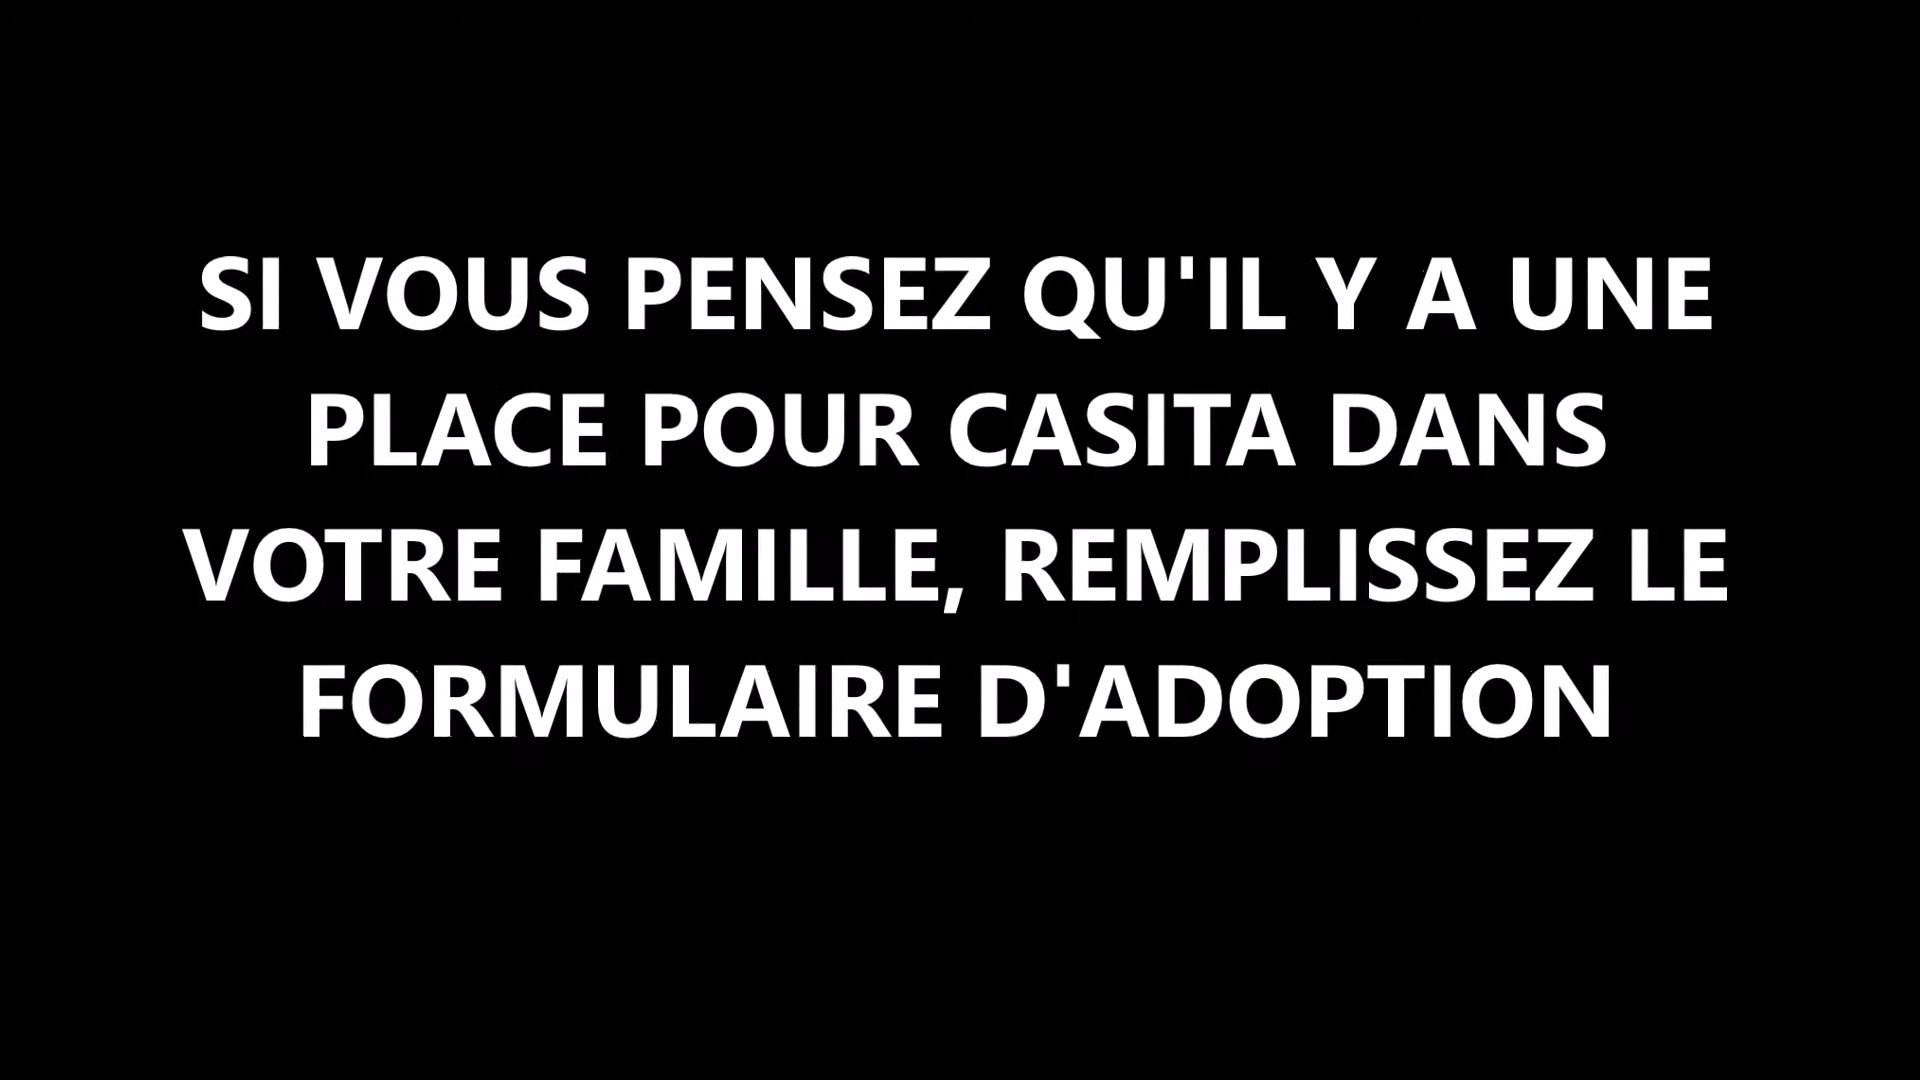 SI VOUS PENSEZ QU'IL Y A UNE
PLACE POUR CASITA DANS
VOTRE FAMILLE, REMPLISSEZ LE
FORMULAIRE D'ADOPTION